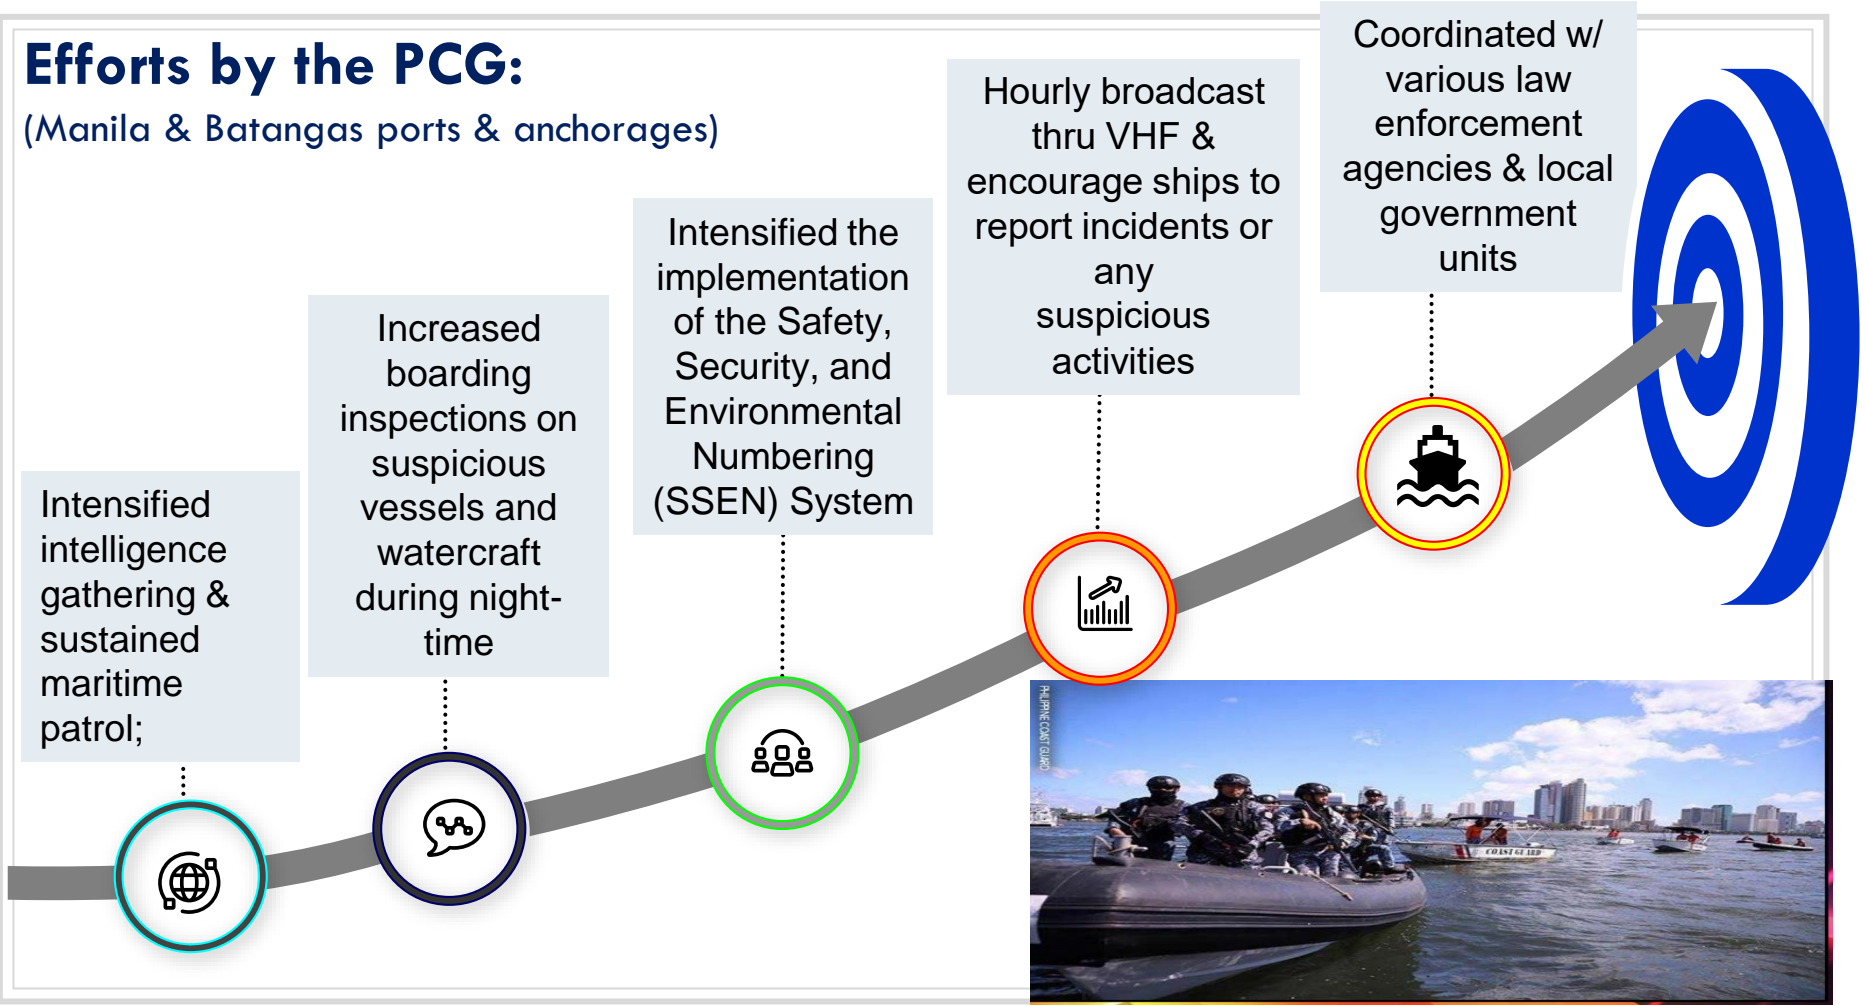 Efforts by the PCG:
(Manila & Batangas ports & anchorages)
Intensified
intelligence
gathering &
sustained
maritime
patrol;
Increased
boarding
inspections on
suspicious
vessels and
watercraft
during night-
time
Intensified the
implementation
of the Safety,
Security, and
Environmental
Numbering
(SSEN) System
Hourly broadcast
thru VHF &
encourage ships to
report incidents or
any
suspicious
activities
Coordinated w/
various law
enforcement
agencies & local
government
units
PHILIPPINE COAST GUARD
COAST GUARD